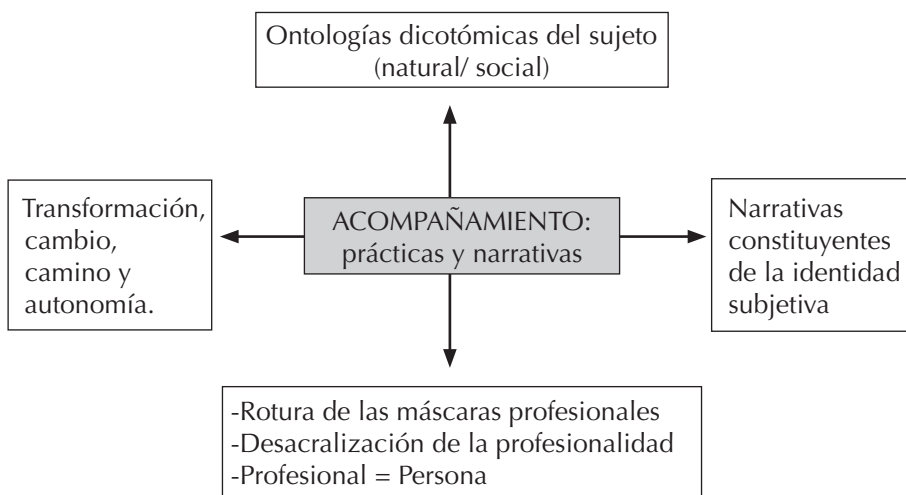 Ontologías dicotómicas del sujeto
(natural/ social)
Transformación,
cambio,
camino y
autonomía.
ACOMPAÑAMIENTO:
prácticas y narrativas
Narrativas
constituyentes
de la identidad
subjetiva
-Rotura de las máscaras profesionales
-Desacralización de la profesionalidad
-Profesional = Persona